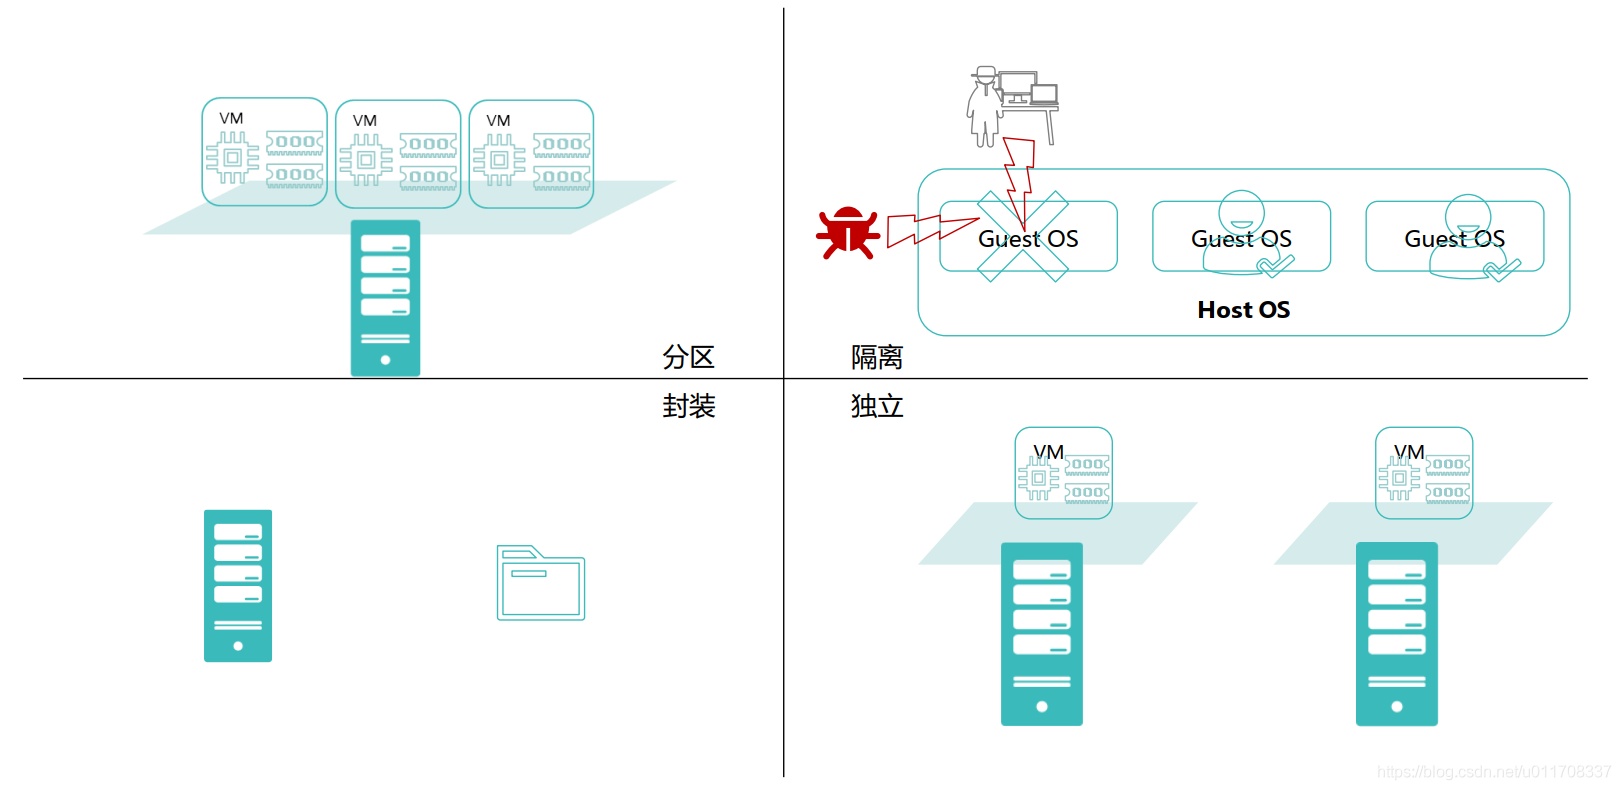 VM
VM
VM
分区
Guest OS
Guest OS
Guest OS
Host OS
隔离
封装
独立
VM
VM
https://blog.csdn.net/u011708337